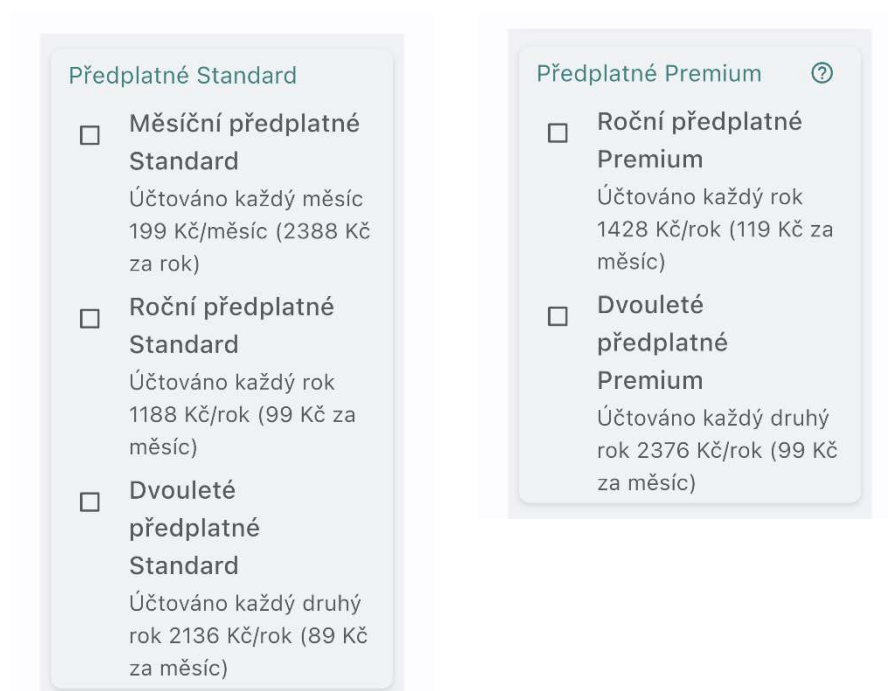 Předplatné Standard
Měsíční předplatné
Standard
Účtováno každý měsíc
199 Kč/měsíc (2388 Kč
za rok)
Roční předplatné
Standard
Účtováno každý rok
1188 Kč/rok (99 Kč za
měsíc)
Dvouleté
předplatné
Standard
Účtováno každý druhý
rok 2136 Kč/rok (89 Kč
za měsíc)
Předplatné Premium
Roční předplatné
Premium
Účtováno každý rok
1428 Kč/rok (119 Kč za
měsíc)
Dvouleté
předplatné
Premium
Účtováno každý druhý
rok 2376 Kč/rok (99 Kč
za měsíc)